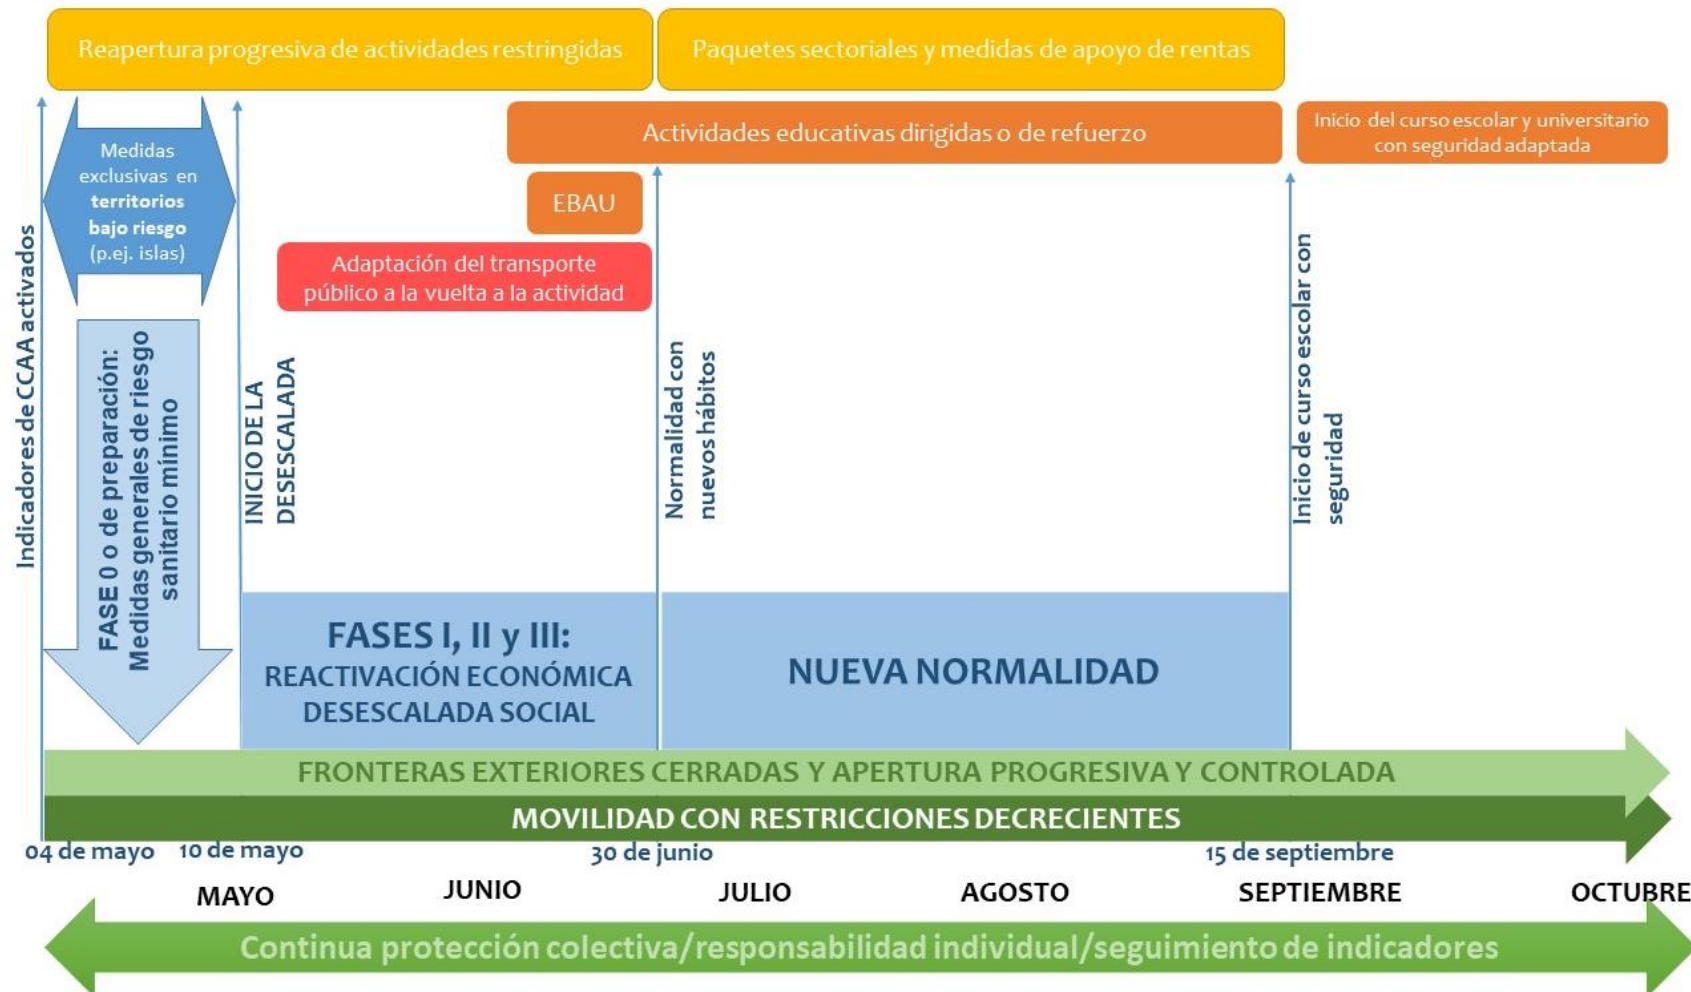 Reapertura progresiva de actividades restringidas
Paquetes sectoriales y medidas de apoyo de rentas
Actividades educativas dirigidas o de refuerzo
Inicio del curso escolar y universitario
con seguridad adaptada
Medidas
exclusivas en
territorios
bajo riesgo
(p.ej. islas)
EBAU
Adaptación del transporte
público a la vuelta a la actividad
Indicadores de CCAA activados
FASE 0 o de preparación:
Medidas generales de riesgo
sanitario mínimo
INICIO DE LA
DESESCALADA
Normalidad con
nuevos hábitos
Inicio de curso escolar con
seguridad
FASES I, II y III:
REACTIVACIÓN ECONÓMICA
DESESCALADA SOCIAL
NUEVA NORMALIDAD
FRONTERAS EXTERIORES CERRADAS Y APERTURA PROGRESIVA Y CONTROLADA
MOVILIDAD CON RESTRICCIONES DECRECIENTES
04 de mayo
10 de mayo
30 de junio
15 de septiembre
MAYO
JUNIO
JULIO
AGOSTO
SEPTIEMBRE
OCTUBRE
Continua protección colectiva/responsabilidad individual/seguimiento de indicadores